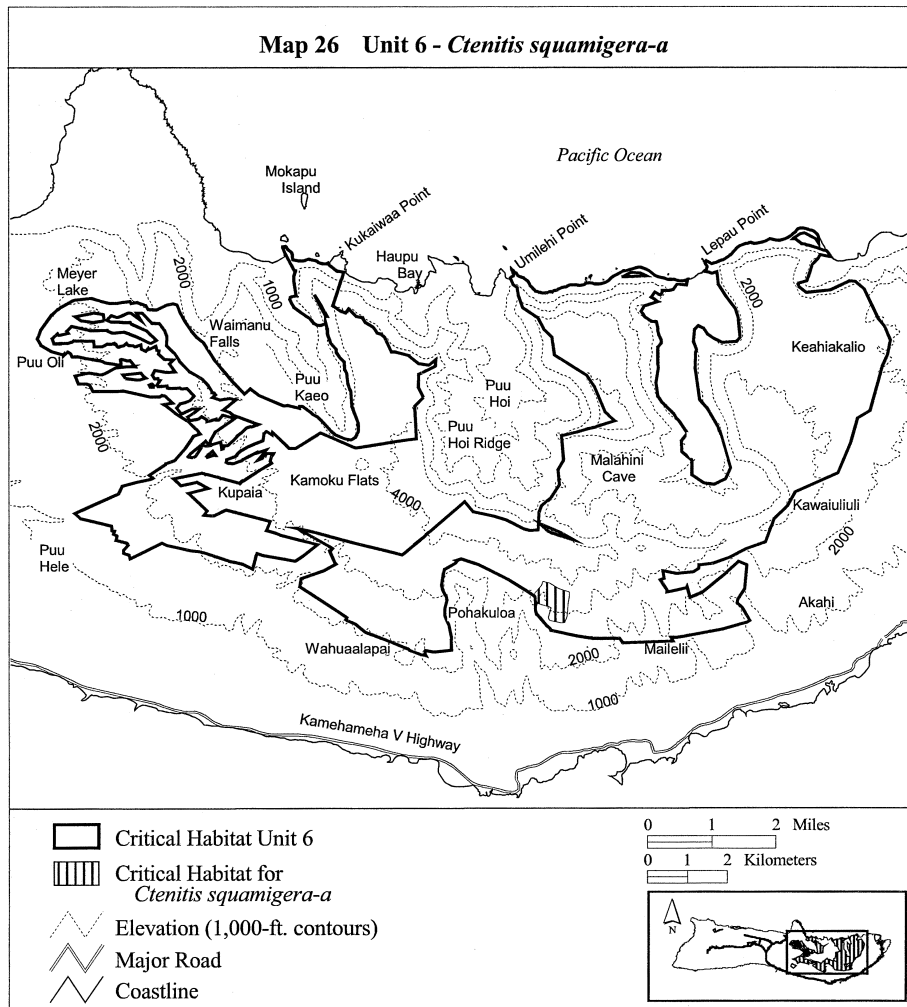 Map 26 Unit 6 - Ctenitis squamigera-a
Pacific Ocean
Mokapu
Island
Kukaiwaa Point
Haupu
Bay
Umilehi Point
Lepau Point
Meyer
Lake
2000
1000
2000
Waimanu
Falls
Keahiakalio
Puu Oli
Puu
Kaeo
Puu
Hoi
Puu
Hoi Ridge
2000
Malahini
Cave
Kupaia
Kamoku Flats
4000
Kawaiuliuli
2000
Puu
Hele
1000
Pohakuloa
Akahi
Wahuaalapai
2000
Mailelii
1000
Kamehameha V Highway
Critical Habitat Unit 6
Critical Habitat for
Ctenitis squamigera-a
Elevation (1,000-ft. contours)
Major Road
Coastline
0 1 2 Miles
0 1 2 Kilometers
N